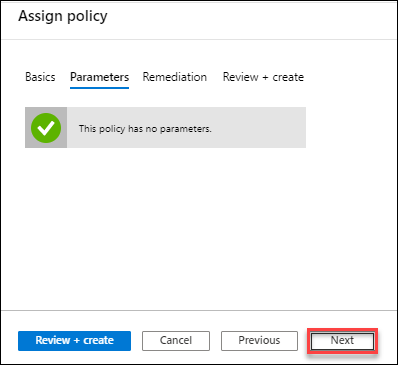 Assign policy
Basics Parameters Remediation Review + create
This policy has no parameters.
Review + create Cancel Previous Next